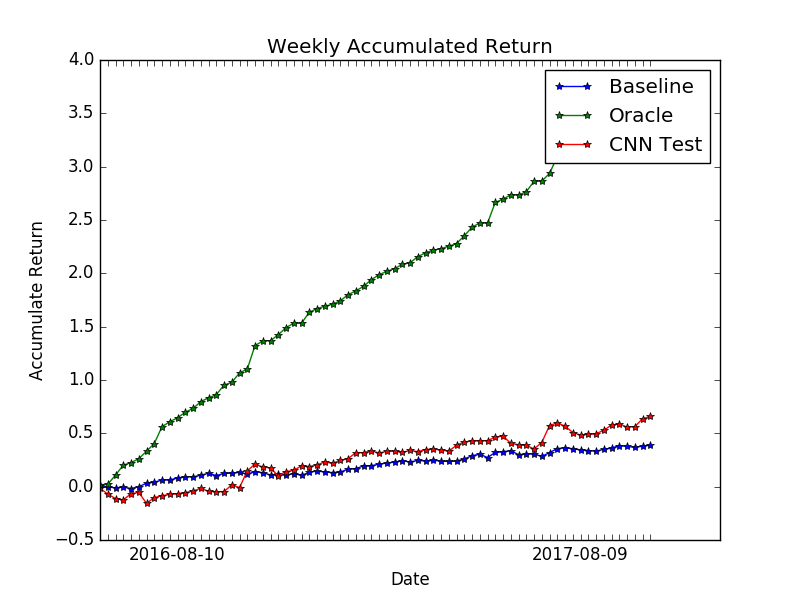 Weekly Accumulated Return
4.0
3.5
3.0
2.5
2.0
1.5
1.0
0.5
0.0
−0.5
Accumulate Return
Baseline
Oracle
CNN Test
2016-08-10
2017-08-09
Date